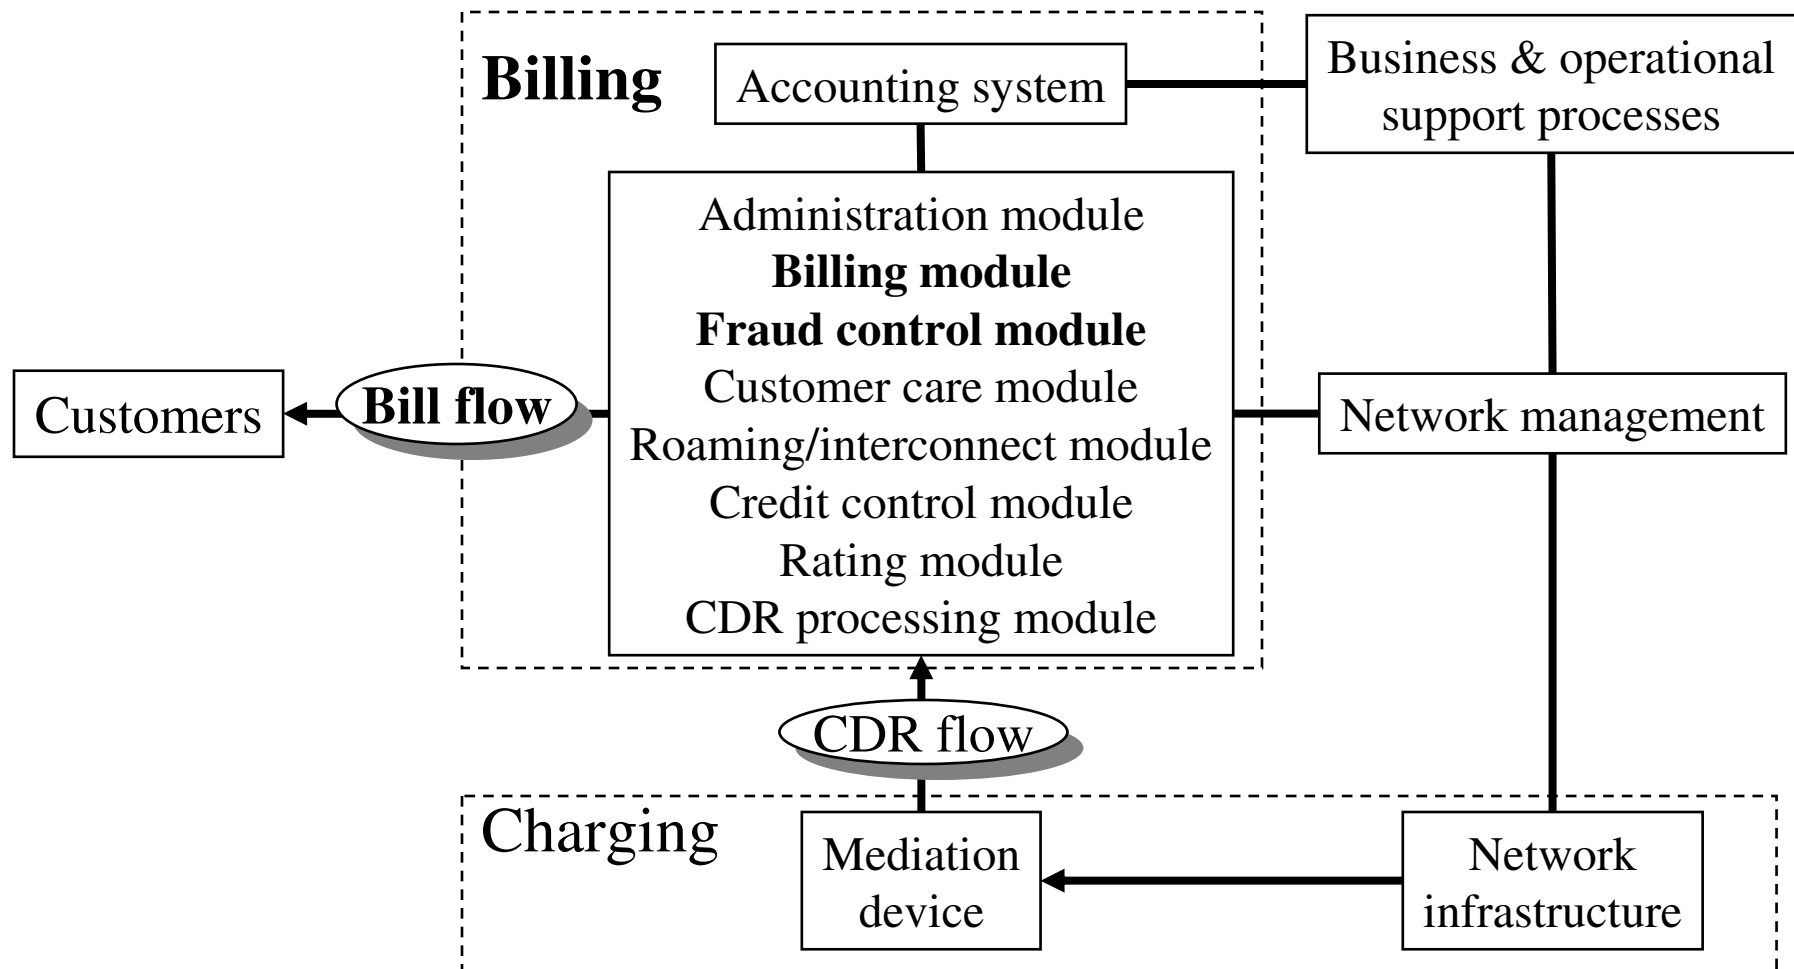 Billing
Accounting system
Business & operational
support processes
Administration module
Billing module
Fraud control module
Customer care module
Roaming/interconnect module
Credit control module
Rating module
CDR processing module
Customers
Bill flow
Network management
CDR flow
Charging
Mediation
device
Network
infrastructure